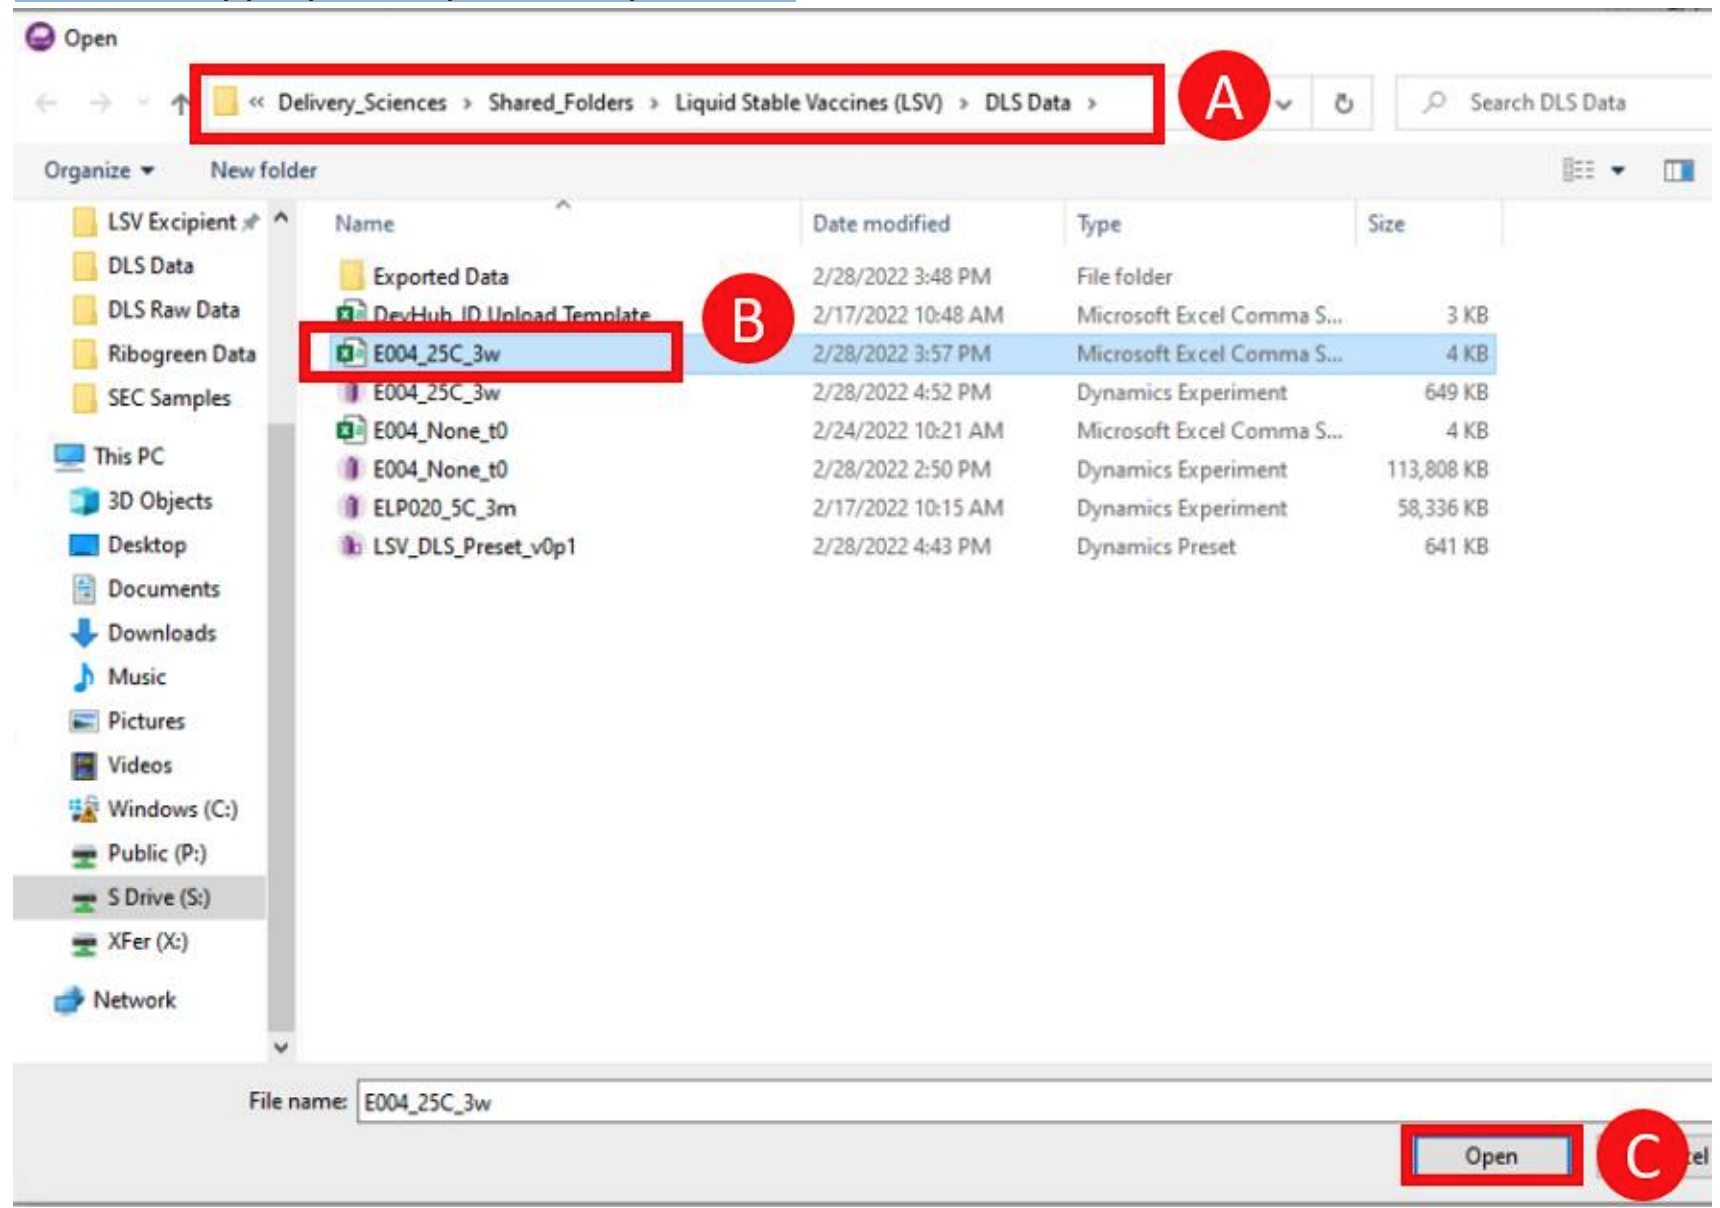 Open
A
« Delivery_Sciences > Shared_Folders > Liquid Stable Vaccines (LSV) > DLS Data >
Search DLS Data
Organize
New folder
LSV Excipient
DLS Data
DLS Raw Data
Ribogreen Data
SEC Samples
This PC
3D Objects
Desktop
Documents
Downloads
Music
Pictures
Videos
Windows (C:)
Public (P:)
S Drive (S:)
XFer (X:)
Network
Name Date modified Type Size
Exported Data 2/28/2022 3:48 PM File folder
B
DevHub_ID Upload Template 2/17/2022 10:48 AM Microsoft Excel Comma S... 3 KB
E004_25C_3w 2/28/2022 3:57 PM Microsoft Excel Comma S... 4 KB
E004_25C_3w 2/28/2022 4:52 PM Dynamics Experiment 649 KB
E004_None_t0 2/24/2022 10:21 AM Microsoft Excel Comma S... 4 KB
E004_None_t0 2/28/2022 2:50 PM Dynamics Experiment 113,808 KB
ELP020_5C_3m 2/17/2022 10:15 AM Dynamics Experiment 58,336 KB
LSV_DLS_Preset_v0p1 2/28/2022 4:43 PM Dynamics Preset 641 KB
File name: E004_25C_3w
Open
C